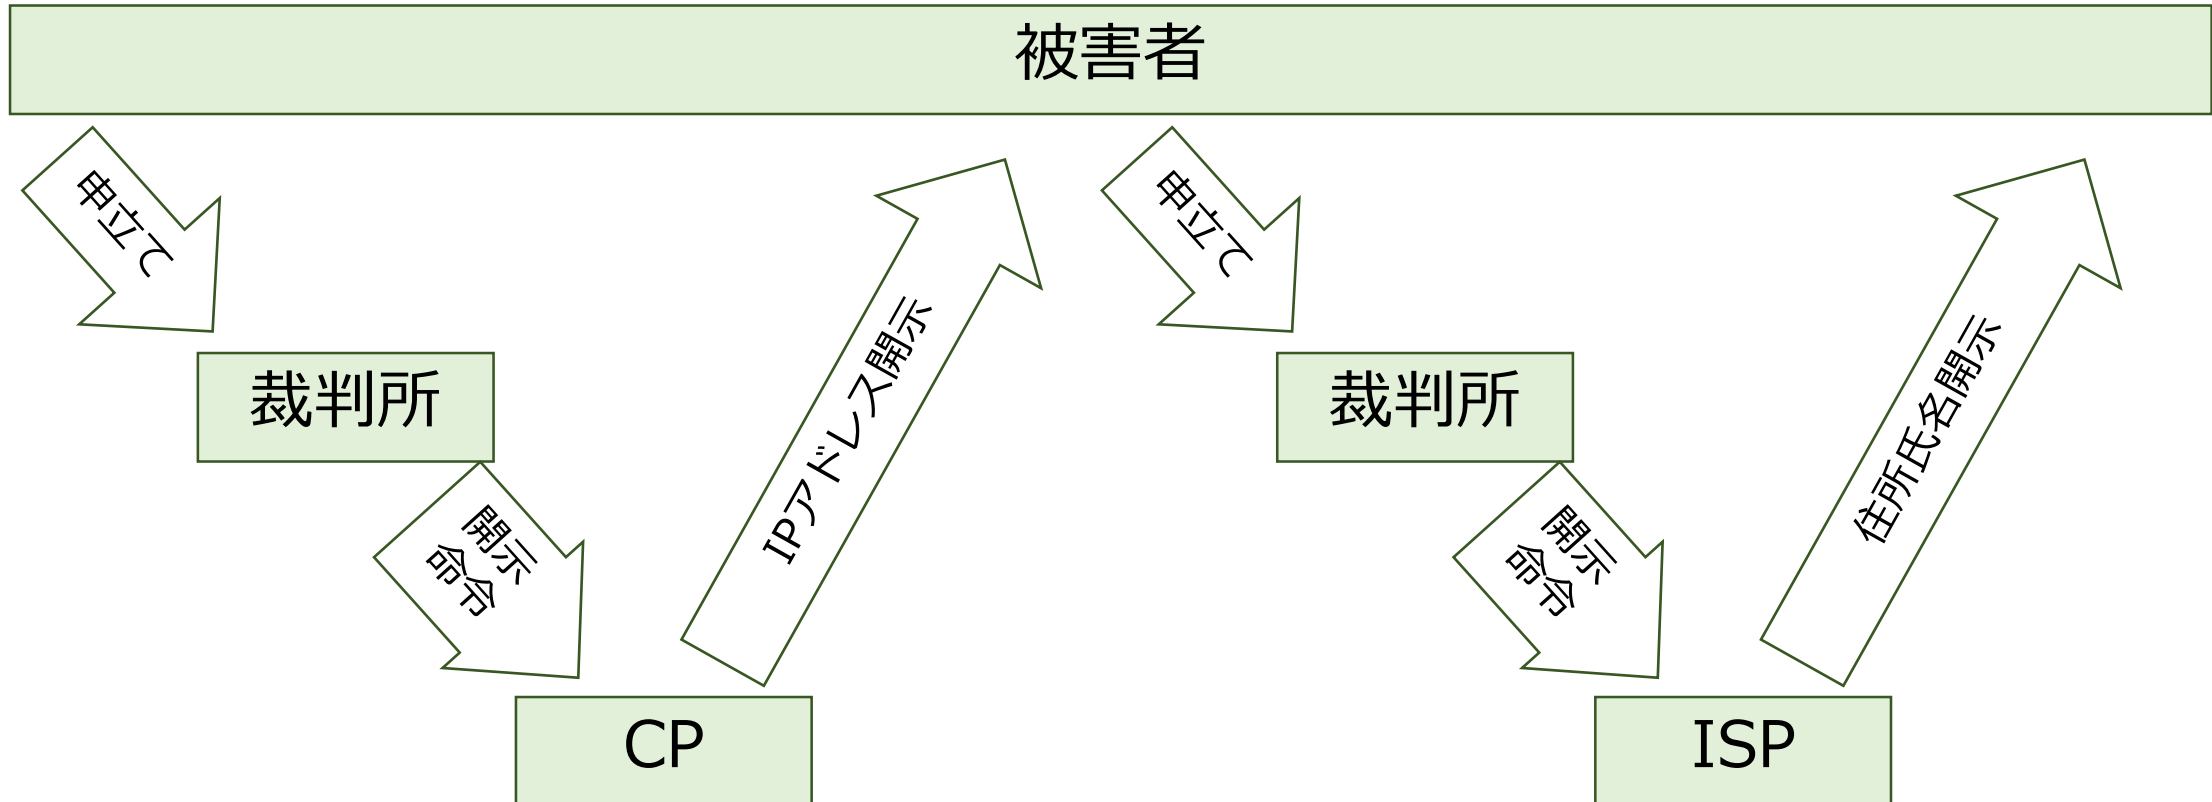 被害者
申立て
裁判所
開示
命令
CP
IPアドレス開示
申立て
裁判所
開示
命令
ISP
住所氏名開示